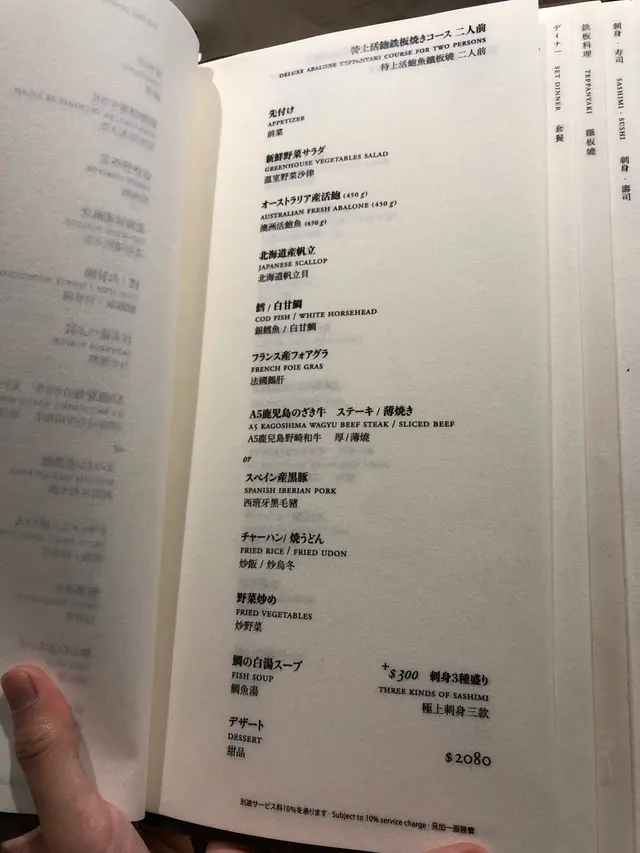 特上活鮑鉄板焼きコース 二人前
DELUXE ABALONE TEPPANYAKI COURSE FOR TWO PERSONS
特上活鮑魚鐵板燒 二人前
先付け
APPETIZER
前菜
新鮮野菜サラダ
GREENHOUSE VEGETABLES SALAD
溫室野菜沙律
オーストラリア産活鮑 (450 g)
AUSTRALIAN FRESH ABALONE (450 g)
澳洲活鮑魚 (450 g)
北海道産帆立
JAPANESE SCALLOP
北海道帆立貝
鱈 / 白甘鯛
COD FISH / WHITE HORSEHEAD
銀鱈魚 / 白甘鯛
フランス産フォアグラ
FRENCH FOIE GRAS
法國鵝肝
A5鹿児島のざき牛 ステーキ / 薄焼き
A5 KAGOSHIMA WAGYU BEEF STEAK / SLICED BEEF
A5鹿兒島野崎和牛 厚/薄燒
or
スペイン産黒豚
SPANISH IBERIAN PORK
西班牙黑毛豬
チャーハン/ 焼うどん
FRIED RICE / FRIED UDON
炒飯 / 炒烏冬
野菜炒め
FRIED VEGETABLES
炒野菜
鯛の白湯スープ
FISH SOUP
鯛魚湯
+$300 刺身3種盛り
THREE KINDS OF SASHIMI
極上刺身三款
デザート
DESSERT
甜品
$2080
別途サービス料10%を承ります · Subject to 10% service charge · 另加一服務費
ディナー SET DINNER 套餐
鉄板料理 TEPPANYAKI 鐵板燒
刺身・寿司 SASHIMI · SUSHI 刺身・壽司